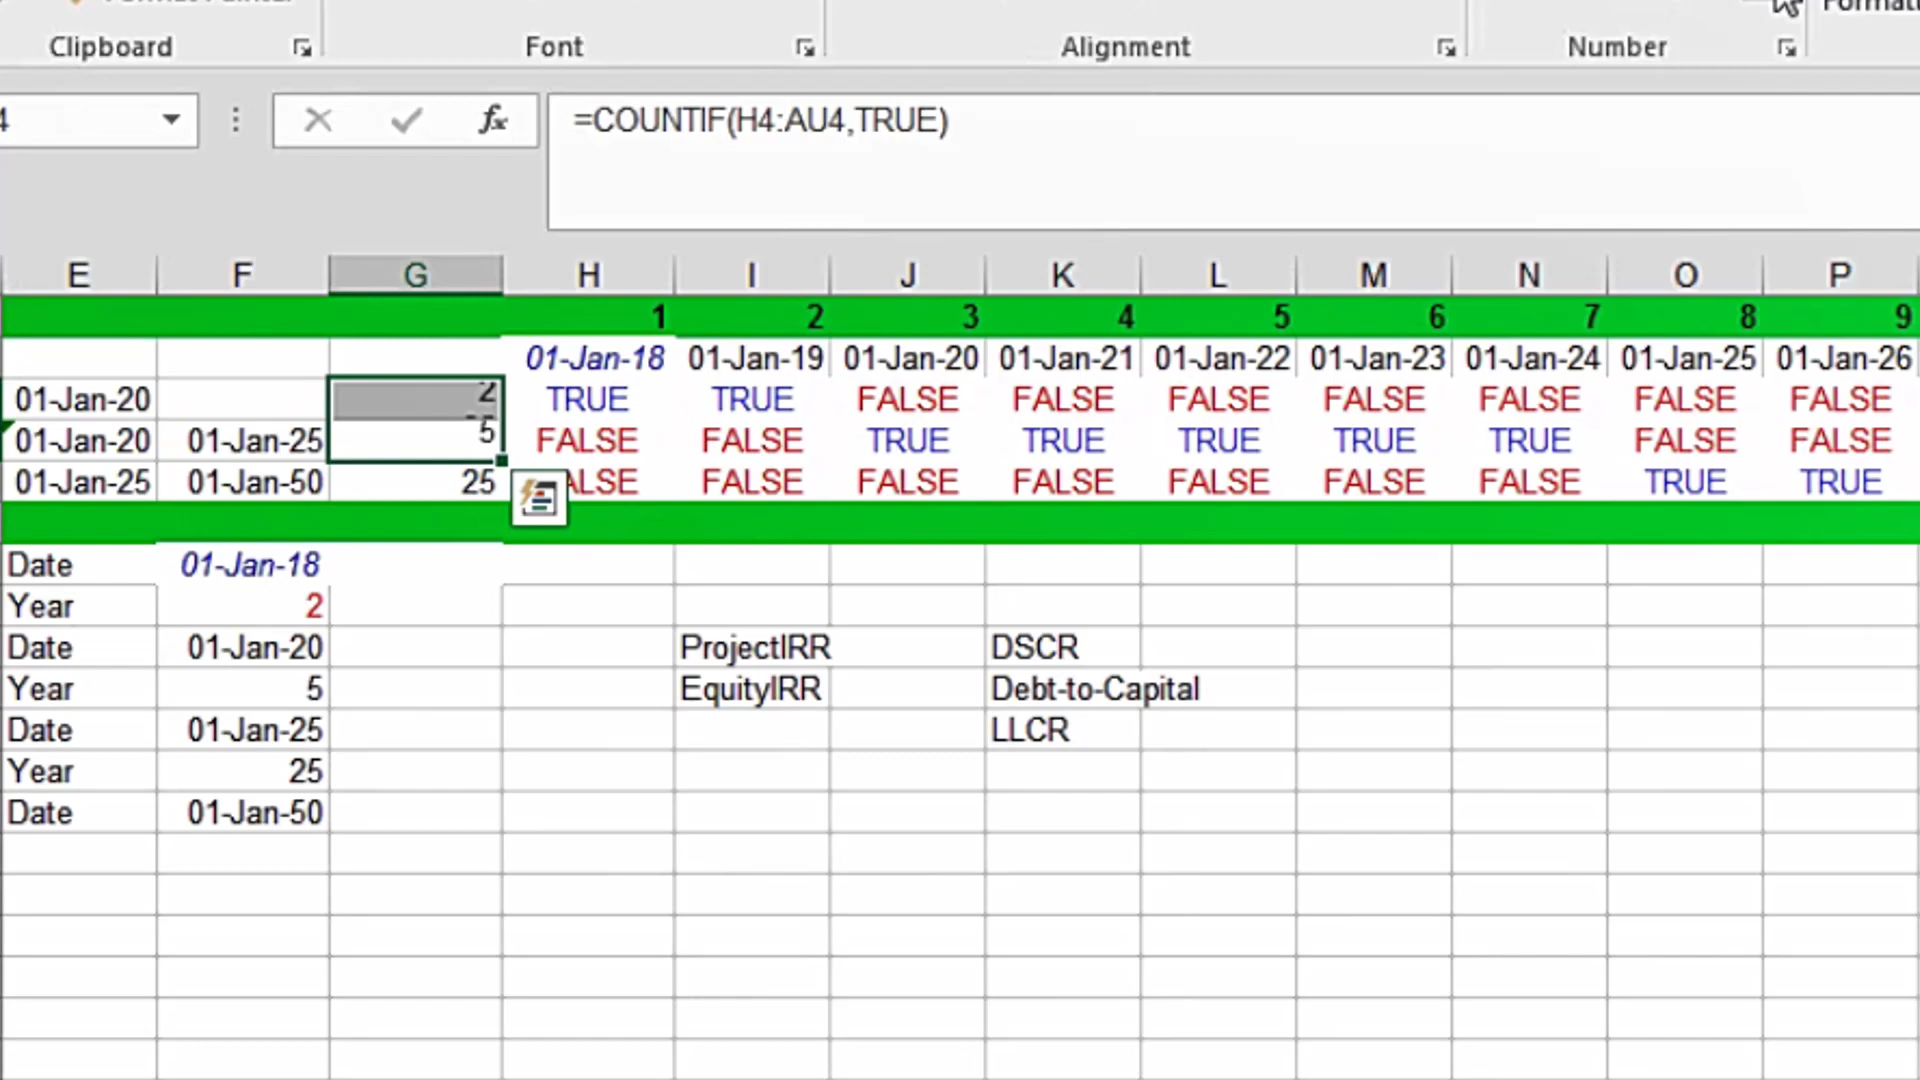 Clipboard Font Alignment Number
4 fx =COUNTIF(H4:AU4,TRUE)
E F G H I J K L M N O P
1 2 3 4 5 6 7 8 9
01-Jan-18 01-Jan-19 01-Jan-20 01-Jan-21 01-Jan-22 01-Jan-23 01-Jan-24 01-Jan-25 01-Jan-26
01-Jan-20 2 TRUE TRUE FALSE FALSE FALSE FALSE FALSE FALSE FALSE
01-Jan-20 01-Jan-25 5 FALSE FALSE TRUE TRUE TRUE TRUE TRUE FALSE FALSE
01-Jan-25 01-Jan-50 25 ALSE FALSE FALSE FALSE FALSE FALSE FALSE TRUE TRUE
Date 01-Jan-18
Year 2
Date 01-Jan-20 ProjectIRR DSCR
Year 5 EquityIRR Debt-to-Capital
Date 01-Jan-25 LLCR
Year 25
Date 01-Jan-50